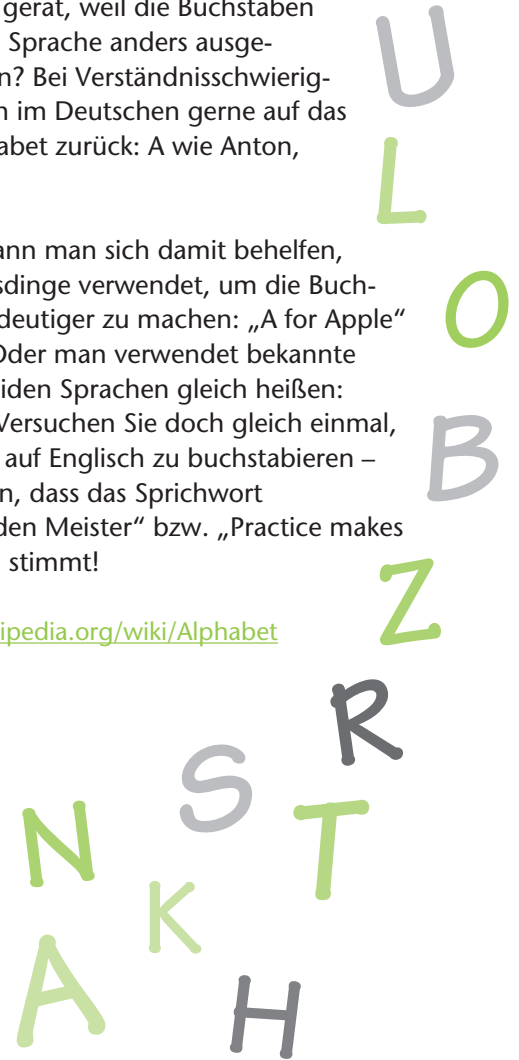 gerät, weil die Buchstaben
Sprache anders ausge-
n? Bei Verständnisschwierig-
n im Deutschen gerne auf das
abet zurück: A wie Anton,
ann man sich damit behelfen,
sdinge verwendet, um die Buch-
deutiger zu machen: „A for Apple“
Oder man verwendet bekannte
iden Sprachen gleich heißen:
Versuchen Sie doch gleich einmal,
auf Englisch zu buchstabieren –
n, dass das Sprichwort
den Meister“ bzw. „Practice makes
stimmt!
ipedia.org/wiki/Alphabet
U
L
O
B
Z
R
S
T
N
K
A
H